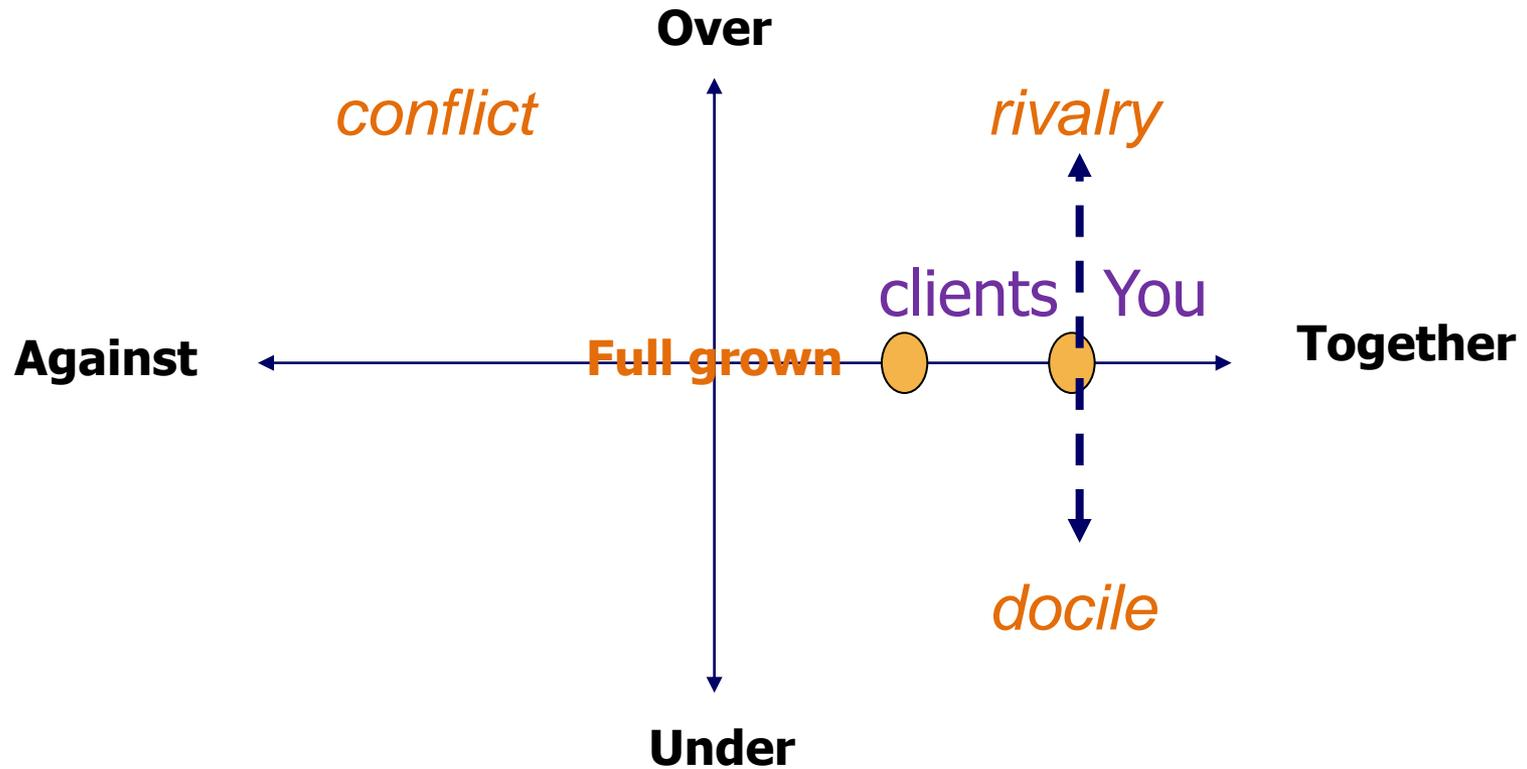 Over
conflict
rivalry
clients
You
Against
Full grown
Together
docile
Under